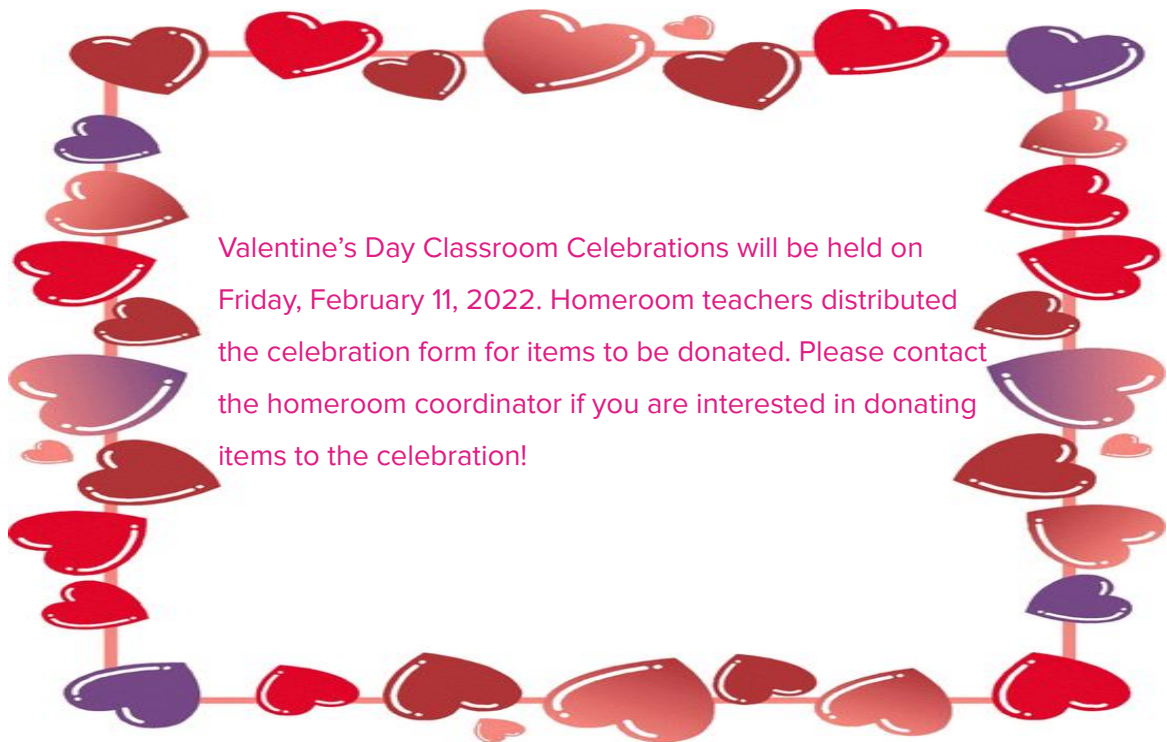 Valentine’s Day Classroom Celebrations will be held on
Friday, February 11, 2022. Homeroom teachers distributed
the celebration form for items to be donated. Please contact
the homeroom coordinator if you are interested in donating
items to the celebration!